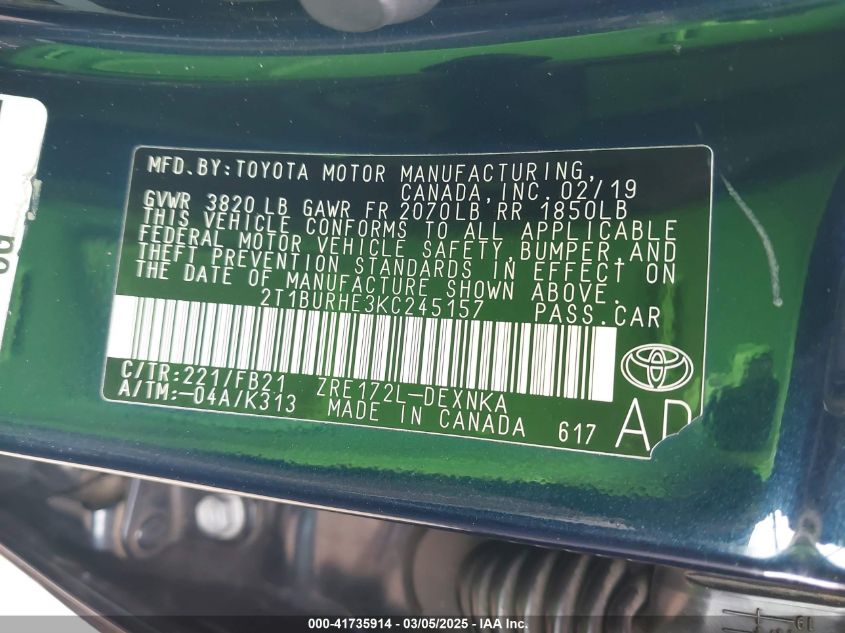 MFD.BY:TOYOTA MOTOR MANUFACTURING,
CANADA,INC. 02/19
GVWR 3820 LB GAWR FR 2070LB RR 1850LB
THIS VEHICLE CONFORMS TO ALL APPLICABLE
FEDERAL MOTOR VEHICLE SAFETY,BUMPER,AND
THEFT PREVENTION STANDARDS IN EFFECT ON
THE DATE OF MANUFACTURE SHOWN ABOVE.
2T1BURHE3KC245157 PASS.CAR
C/TR:221/FB21 ZRE172L-DEXNKA
A/TM:-04A/K313 MADE IN CANADA 617
000-41735914 - 03/05/2025 - IAA Inc.